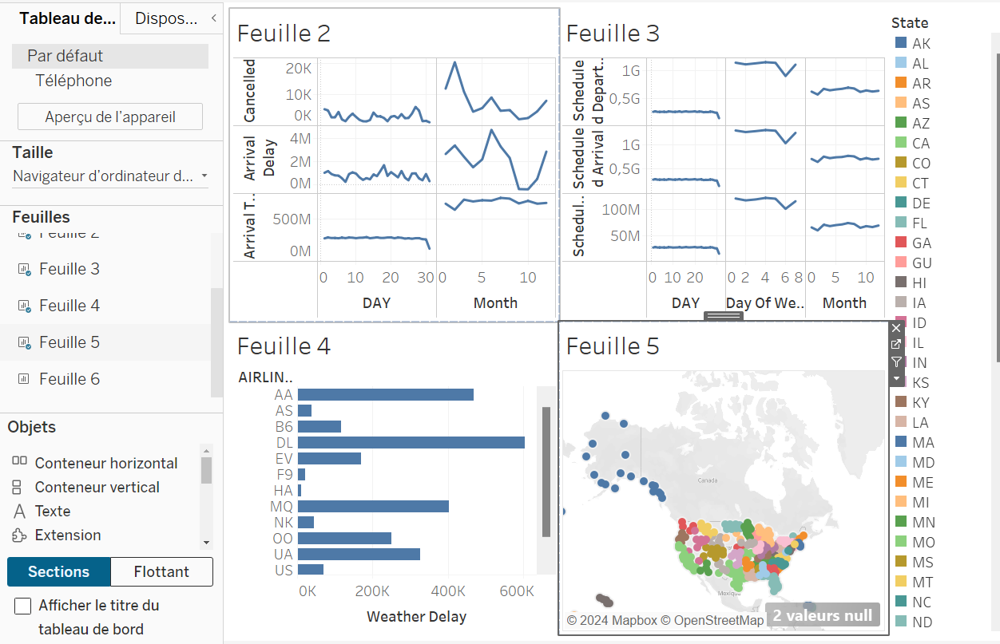 Tableau de...
Dispos...
Par défaut
Téléphone
Aperçu de l'appareil
Taille
Navigateur d'ordinateur d...
Feuilles
Feuille 2
Feuille 3
Feuille 4
Feuille 5
Feuille 6
Objets
Conteneur horizontal
Conteneur vertical
Texte
Extension
Sections
Flottant
Afficher le titre du
tableau de bord
Feuille 2
Cancelled
20K
10K
0K
Arrival
Delay
4M
2M
0M
Arrival T..
500M
0M
0 10 20 30
0 5 10
DAY
Month
Feuille 3
Schedule
d Depart..
1G
0,5G
Schedule
d Arrival
1G
0,5G
Schedul..
100M
50M
0 10 20
0 2 4 6 8
0 5 10
DAY
Day Of We..
Month
Feuille 4
AIRLIN..
AA
AS
B6
DL
EV
F9
HA
MQ
NK
OO
UA
US
0K 200K 400K 600K
Weather Delay
Feuille 5
Canada
Mexique
© 2024 Mapbox © OpenStreetMap
2 valeurs null
State
AK
AL
AR
AS
AZ
CA
CO
CT
DE
FL
GA
GU
HI
IA
ID
IL
IN
KS
KY
LA
MA
MD
ME
MI
MN
MO
MS
MT
NC
ND